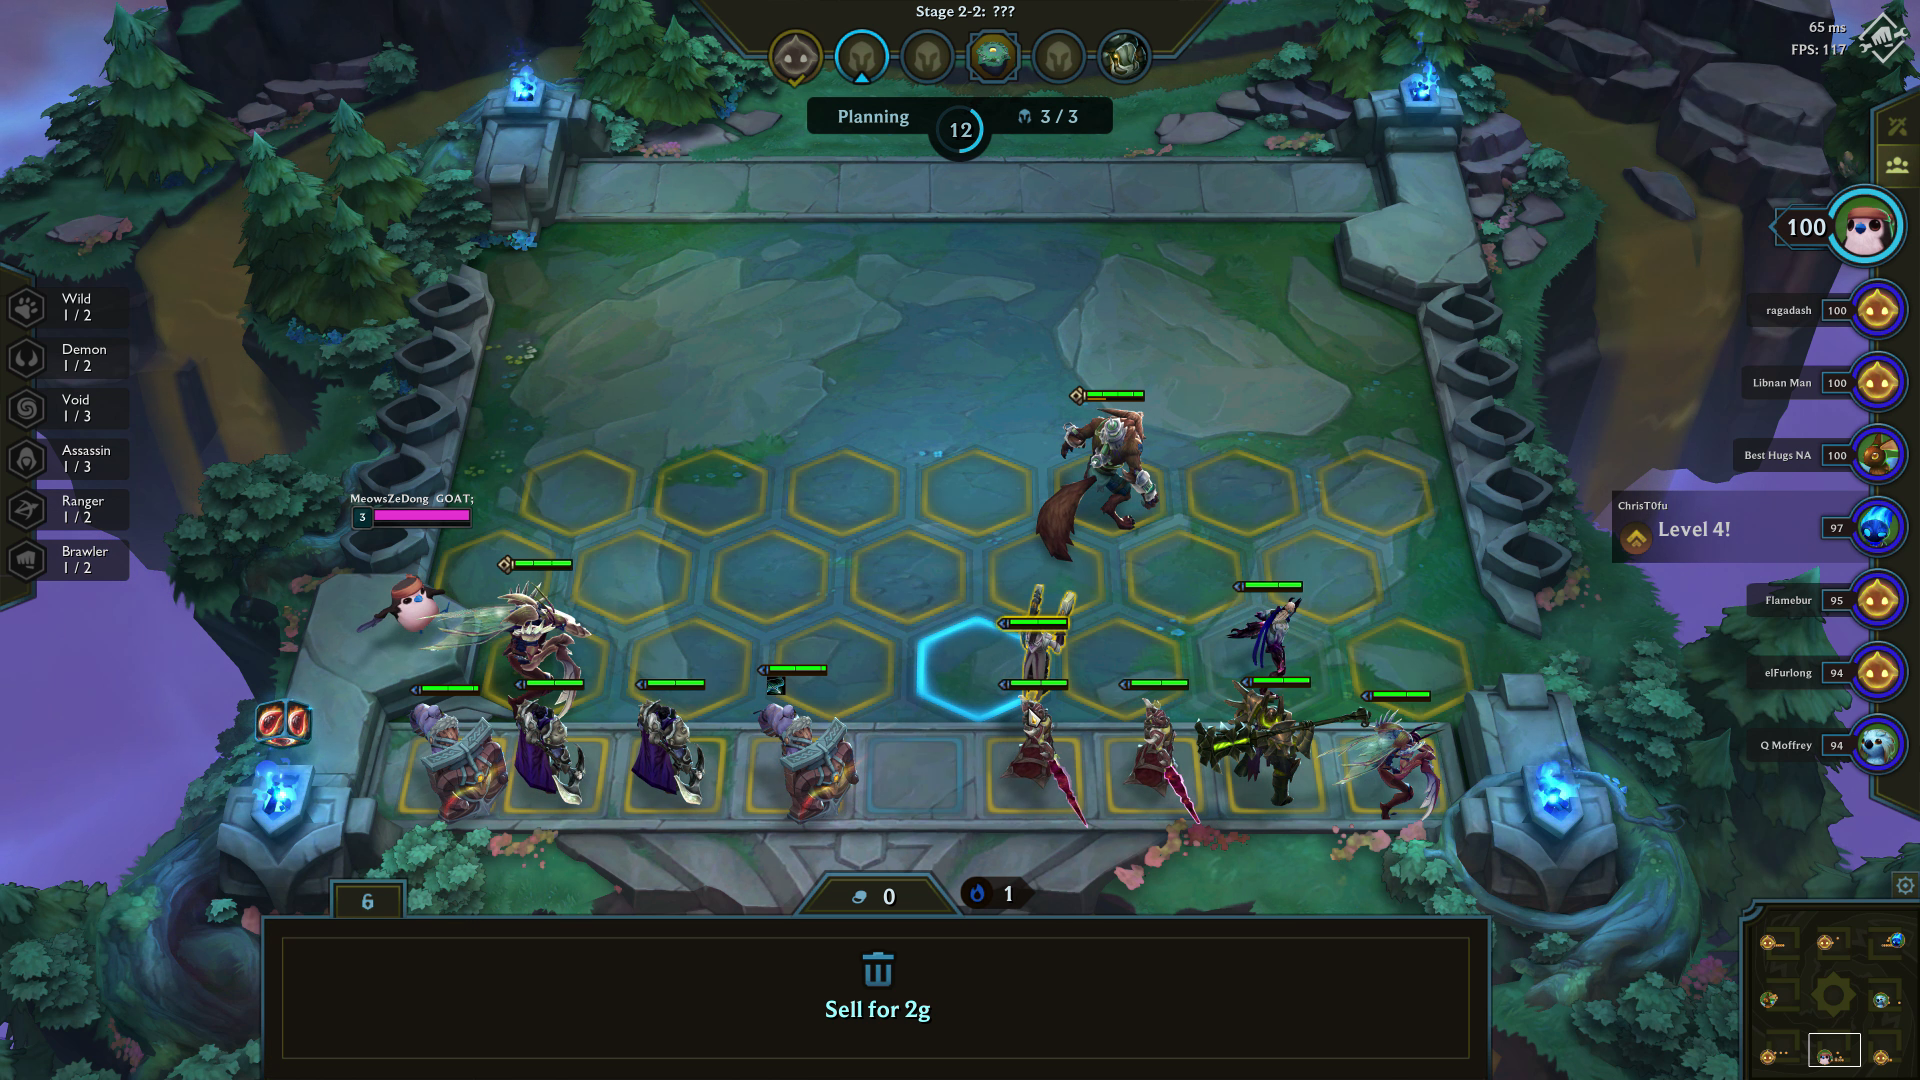 Stage 2-2: ???
65 ms
FPS: 117
Planning
12
3 / 3
100
Wild
1 / 2
Demon
1 / 2
Void
1 / 3
Assassin
1 / 3
Ranger
1 / 2
Brawler
1 / 2
ragadash 100
Libnan Man 100
Best Hugs NA 100
ChrisT0fu
Level 4!
97
Flamebur 95
elFurlong 94
Q Moffrey 94
MeowsZeDong GOAT;
3
6
0
1
Sell for 2g